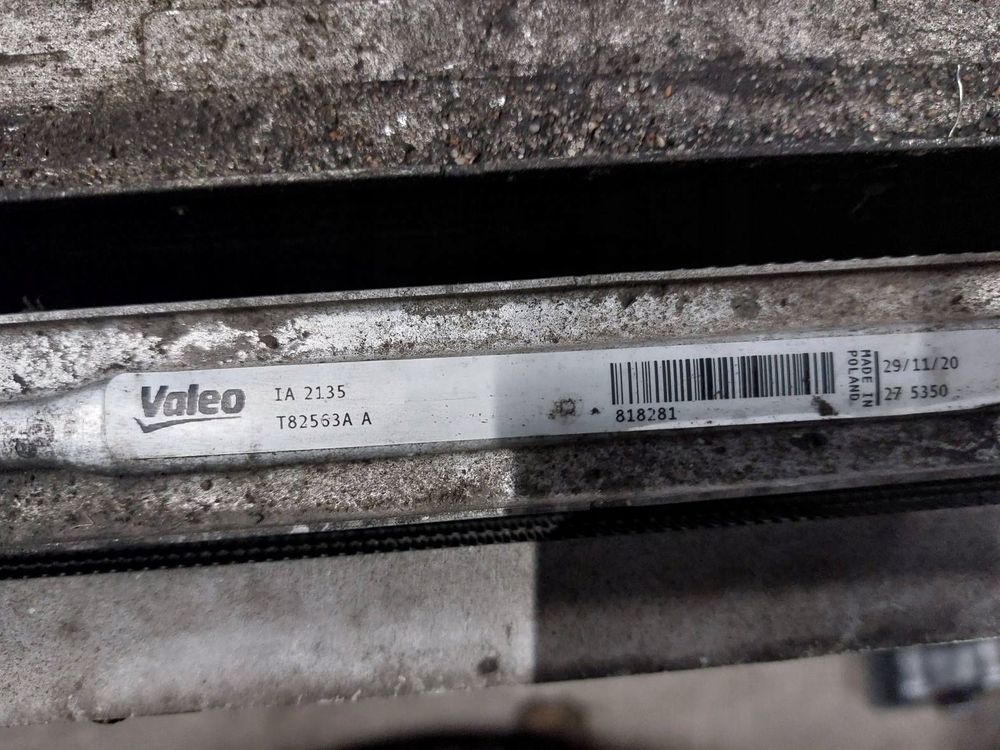 Valeo
IA 2135
T82563A A
818281
MADE IN
POLAND
29/11/20
27 5350